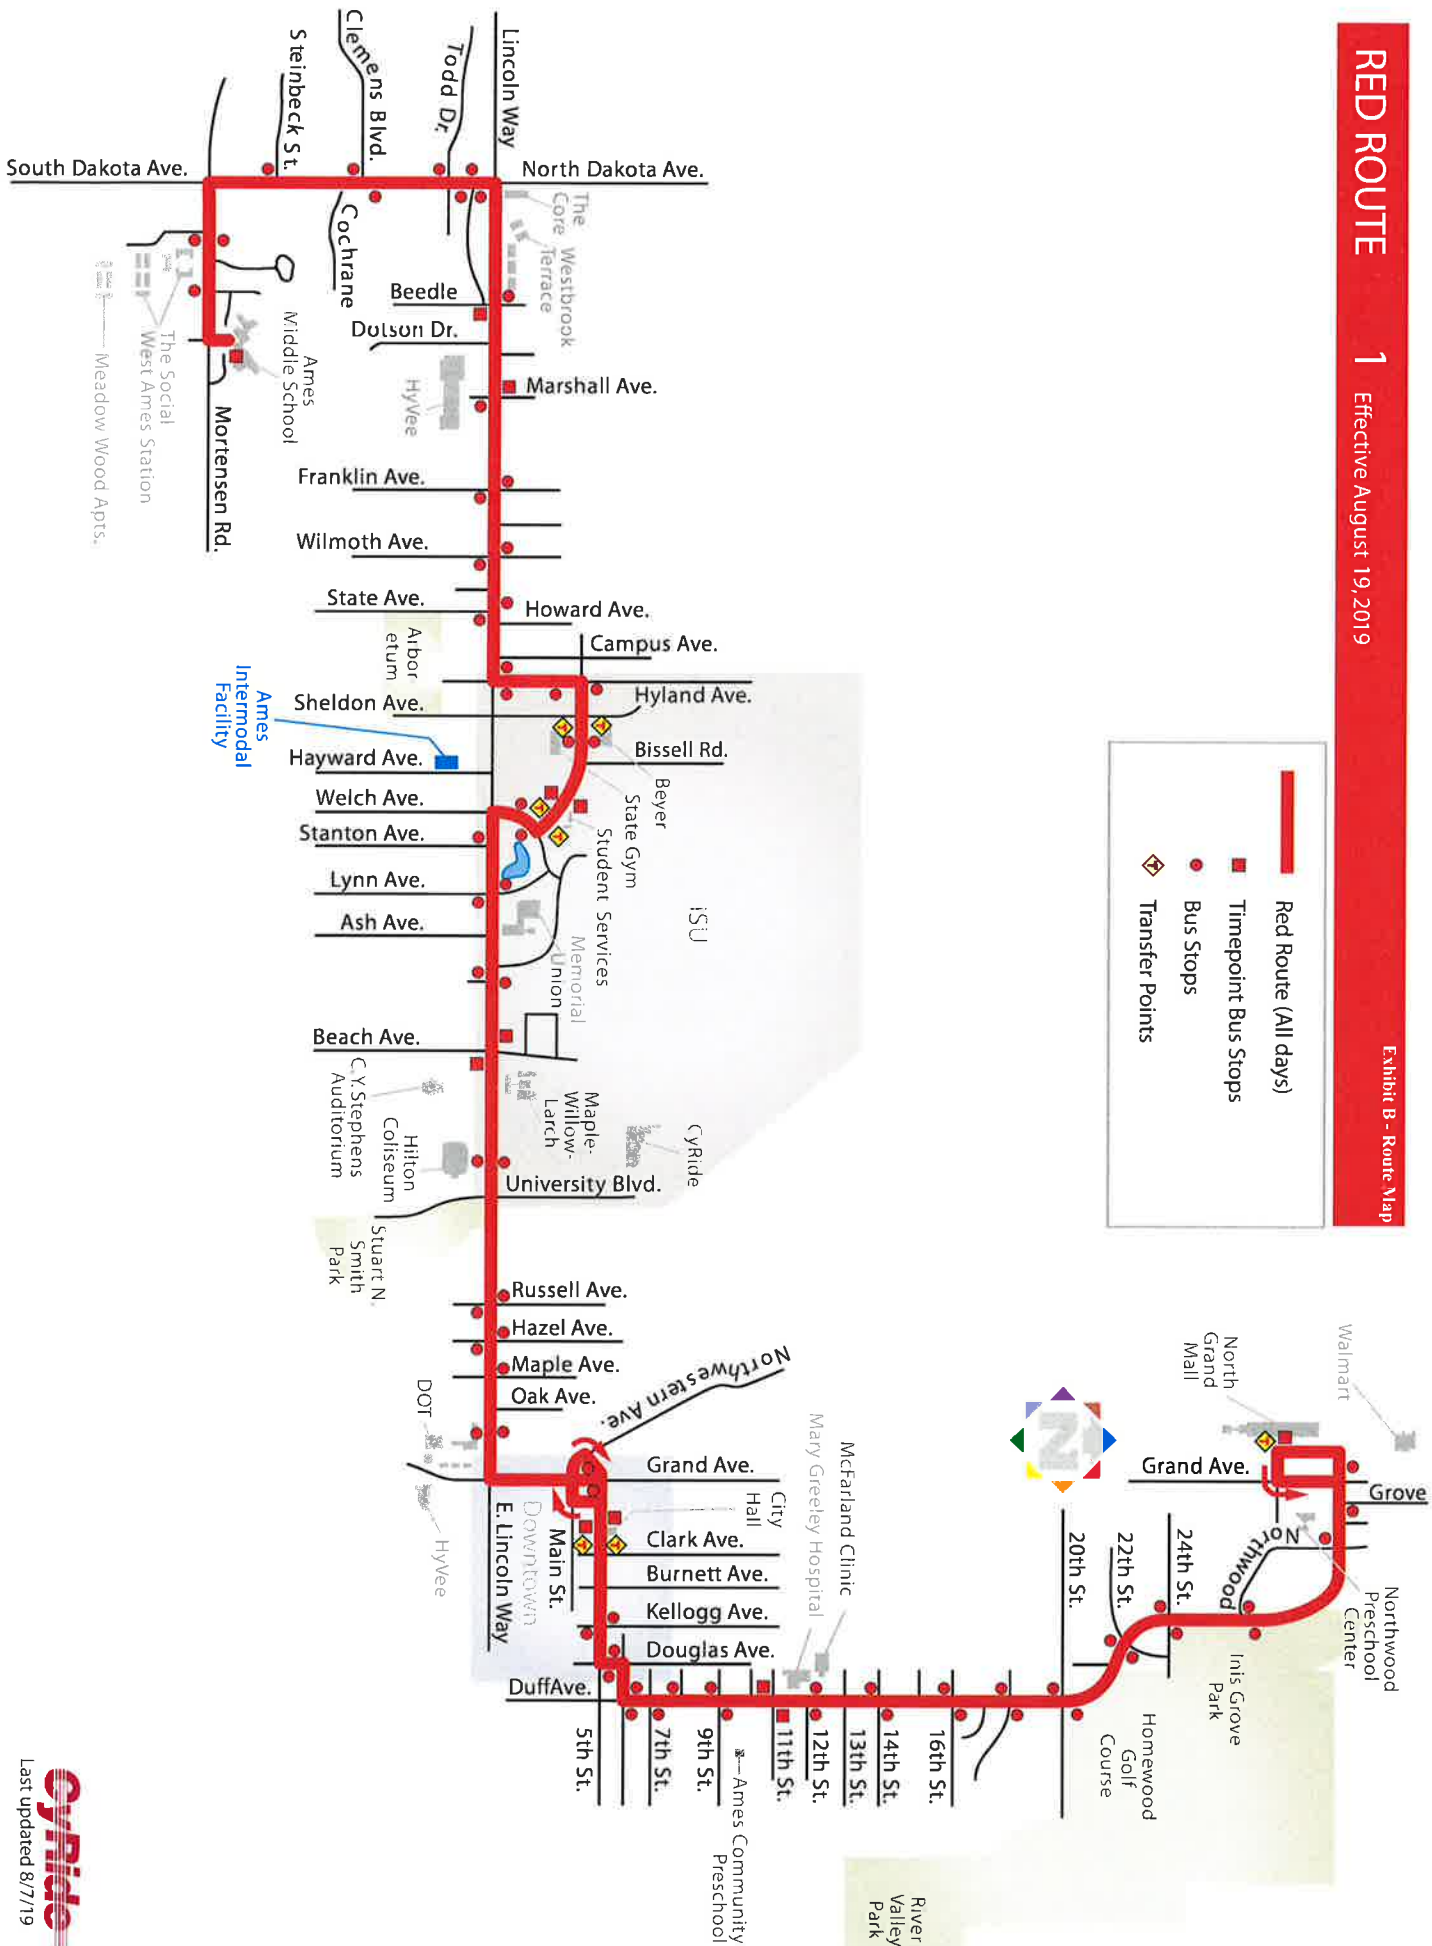 Exhibit B - Route Map
RED ROUTE 1 Effective August 19, 2019
Red Route (All days)
Timepoint Bus Stops
Bus Stops
Transfer Points
Walmart
North
Grand
Mall
Grand Ave.
Grove
Northwood
Northwood
Preschool
Center
Inis Grove
Park
Homewood
Golf
Course
River
Valley
Park
24th St.
22th St.
20th St.
16th St.
14th St.
13th St.
12th St.
11th St.
9th St.
7th St.
5th St.
Ames Community
Preschool
McFarland Clinic
Mary Greeley Hospital
City
Hall
Northwestern Ave.
Grand Ave.
Clark Ave.
Burnett Ave.
Kellogg Ave.
Douglas Ave.
DuffAve.
Main St.
Downtown
E. Lincoln Way
HyVee
DOT
Russell Ave.
Hazel Ave.
Maple Ave.
Oak Ave.
Stuart N.
Smith
Park
University Blvd.
CyRide
Maple-
Willow-
Larch
Hilton
Coliseum
C.Y. Stephens
Auditorium
Beach Ave.
iSU
Memorial
Union
Student Services
State Gym
Beyer
Bissell Rd.
Hyland Ave.
Campus Ave.
Howard Ave.
Ash Ave.
Lynn Ave.
Stanton Ave.
Welch Ave.
Hayward Ave.
Sheldon Ave.
Ames
Intermodal
Facility
Arbor
etum
State Ave.
Wilmoth Ave.
Franklin Ave.
Marshall Ave.
HyVee
Dotson Dr.
Beedle
The
Core
Westbrook
Terrace
North Dakota Ave.
Lincoln Way
Todd Dr.
Clemens Blvd.
Cochrane
Steinbeck St.
South Dakota Ave.
Ames
Middle School
Mortensen Rd.
The Social
West Ames Station
Meadow Wood Apts.
CyRide
Last updated 8/7/19